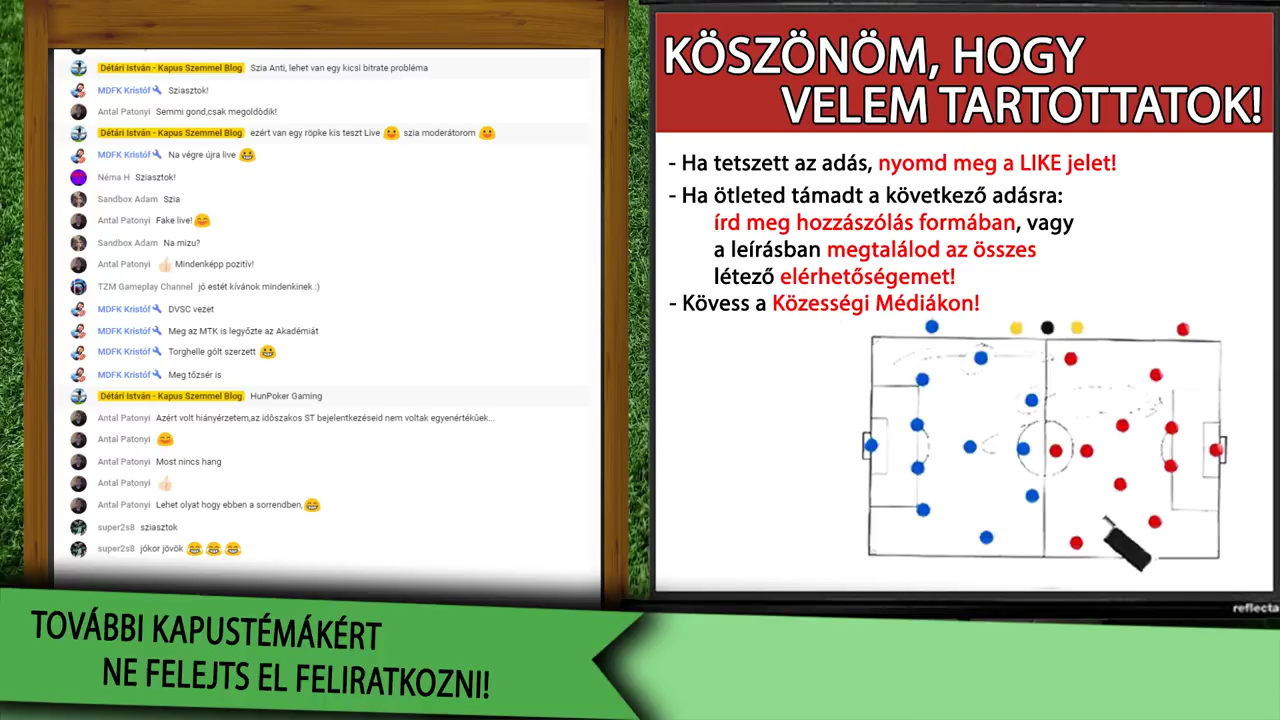 Détári István - Kapus Szemmel Blog Szia Anti, lehet van egy kicsi bitrate probléma
MDFK Kristóf Sziasztok!
Antal Patonyi Semmi gond,csak megoldòdik!
Détári István - Kapus Szemmel Blog ezért van egy röpke kis teszt Live szia moderátorom
MDFK Kristóf Na végre újra live
Néma H Sziasztok!
Sandbox Adam Szia
Antal Patonyi Fake live!
Sandbox Adam Na mizu?
Antal Patonyi Mindenképp pozitív!
TZM Gameplay Channel jó estét kívánok mindenkinek :)
MDFK Kristóf DVSC vezet
MDFK Kristóf Meg az MTK is legyőzte az Akadémiát
MDFK Kristóf Torghelle gólt szerzett
MDFK Kristóf Meg tőzsér is
Détári István - Kapus Szemmel Blog HunPoker Gaming
Antal Patonyi Azért volt hiányérzetem,az idöszakos ST bejelentkezéseid nem voltak egyenértékűek...
Antal Patonyi
Antal Patonyi Most nincs hang
Antal Patonyi
Antal Patonyi Lehet olyat hogy ebben a sorrendben,
super2s8 sziasztok
super2s8 jókor jövök
KÖSZÖNÖM, HOGY
VELEM TARTOTTATOK!
- Ha tetszett az adás, nyomd meg a LIKE jelet!
- Ha ötleted támadt a következő adásra:
írd meg hozzászólás formában, vagy
a leírásban megtalálod az összes
létező elérhetőségemet!
- Kövess a Közességi Médiákon!
reflecta
TOVÁBBI KAPUSTÉMÁKÉRT
NE FELEJTS EL FELIRATKOZNI!